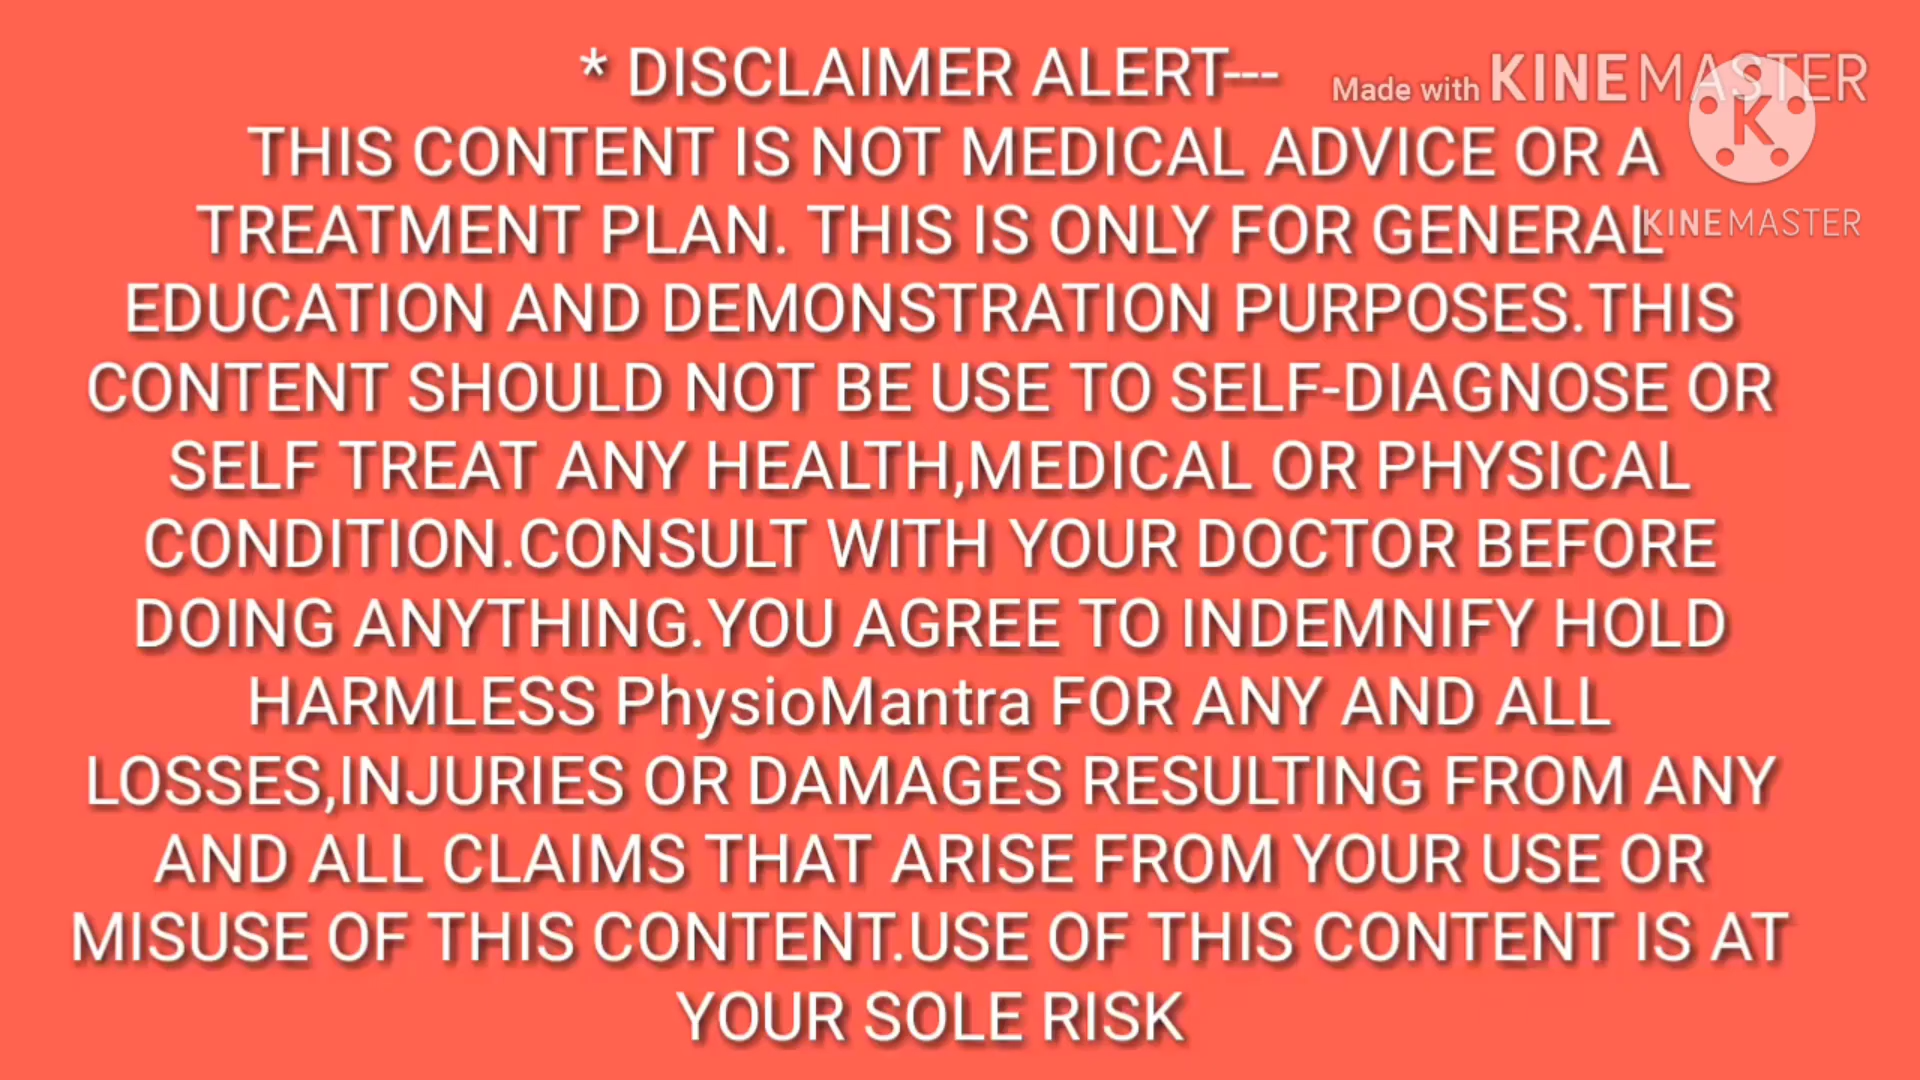 * DISCLAIMER ALERT---
Made with KINEMASTER
THIS CONTENT IS NOT MEDICAL ADVICE OR A
K
TREATMENT PLAN. THIS IS ONLY FOR GENERAL
KINEMASTER
EDUCATION AND DEMONSTRATION PURPOSES.THIS
CONTENT SHOULD NOT BE USE TO SELF-DIAGNOSE OR
SELF TREAT ANY HEALTH,MEDICAL OR PHYSICAL
CONDITION.CONSULT WITH YOUR DOCTOR BEFORE
DOING ANYTHING.YOU AGREE TO INDEMNIFY HOLD
HARMLESS PhysioMantra FOR ANY AND ALL
LOSSES,INJURIES OR DAMAGES RESULTING FROM ANY
AND ALL CLAIMS THAT ARISE FROM YOUR USE OR
MISUSE OF THIS CONTENT.USE OF THIS CONTENT IS AT
YOUR SOLE RISK